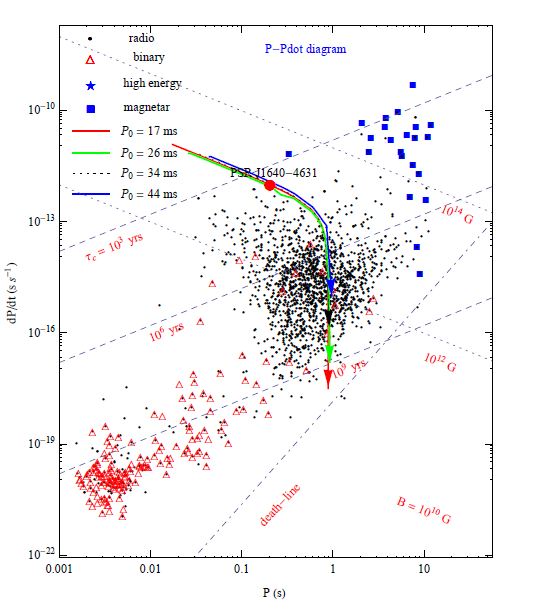 P−Pdot diagram
radio
binary
high energy
magnetar
P₀ = 17 ms
P₀ = 26 ms
P₀ = 34 ms
P₀ = 44 ms
PSR J1640−4631
τc = 10³ yrs
10⁶ yrs
10⁹ yrs
10¹⁴ G
10¹² G
B = 10¹⁰ G
death−line
dP/dt (s s⁻¹)
10⁻¹⁰
10⁻¹³
10⁻¹⁶
10⁻¹⁹
10⁻²²
0.001 0.01 0.1 1 10
P (s)